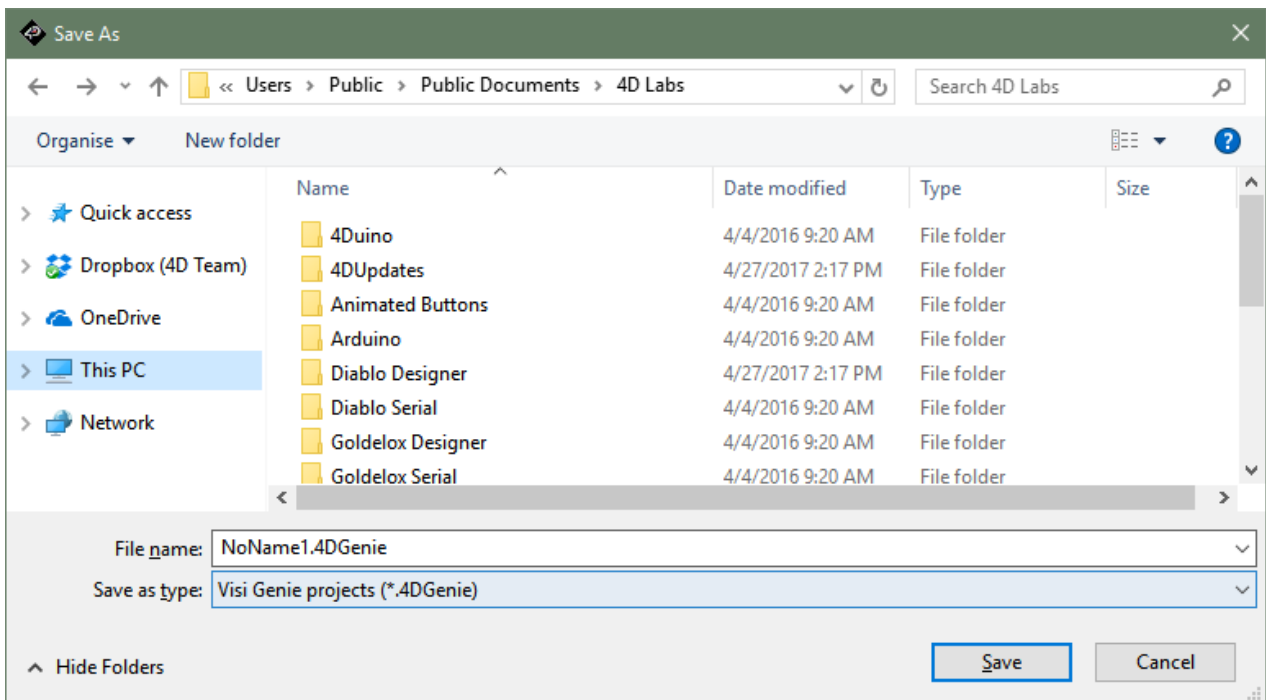 Save As
« Users > Public > Public Documents > 4D Labs
Search 4D Labs
Organise
New folder
Name Date modified Type Size
Quick access
Dropbox (4D Team)
OneDrive
This PC
Network
4Duino 4/4/2016 9:20 AM File folder
4DUpdates 4/27/2017 2:17 PM File folder
Animated Buttons 4/4/2016 9:20 AM File folder
Arduino 4/4/2016 9:20 AM File folder
Diablo Designer 4/27/2017 2:17 PM File folder
Diablo Serial 4/4/2016 9:20 AM File folder
Goldelox Designer 4/4/2016 9:20 AM File folder
Goldelox Serial 4/4/2016 9:20 AM File folder
File name: NoName1.4DGenie
Save as type: Visi Genie projects (*.4DGenie)
Hide Folders
Save
Cancel